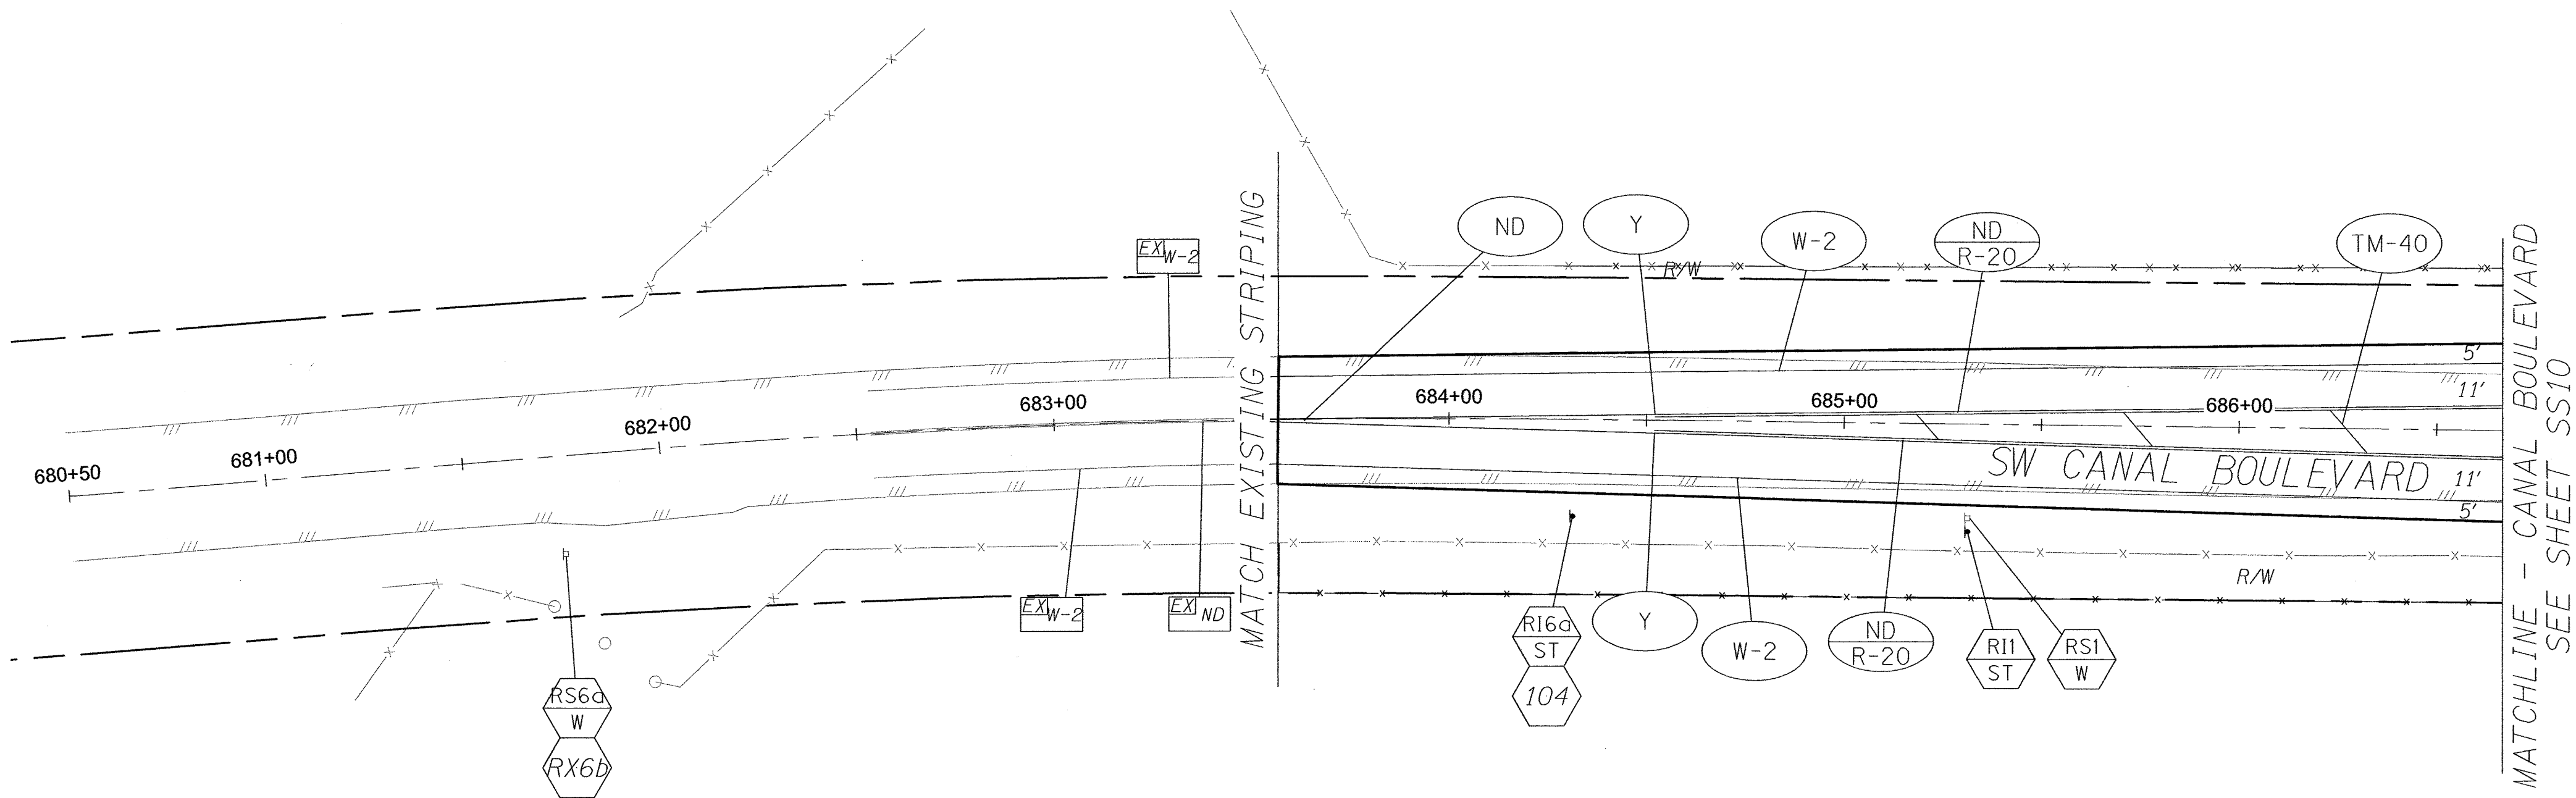 EX W-2
MATCH EXISTING STRIPING
ND
Y
W-2
ND
R-20
TM-40
R/W
MATCHLINE - CANAL BOULEVARD
SEE SHEET SS10
5'
11'
680+50
681+00
682+00
683+00
684+00
685+00
686+00
SW CANAL BOULEVARD
11'
5'
R/W
EX W-2
EX ND
RI6a
ST
104
Y
W-2
ND
R-20
RI1
ST
RS1
W
RS6a
W
RX6b